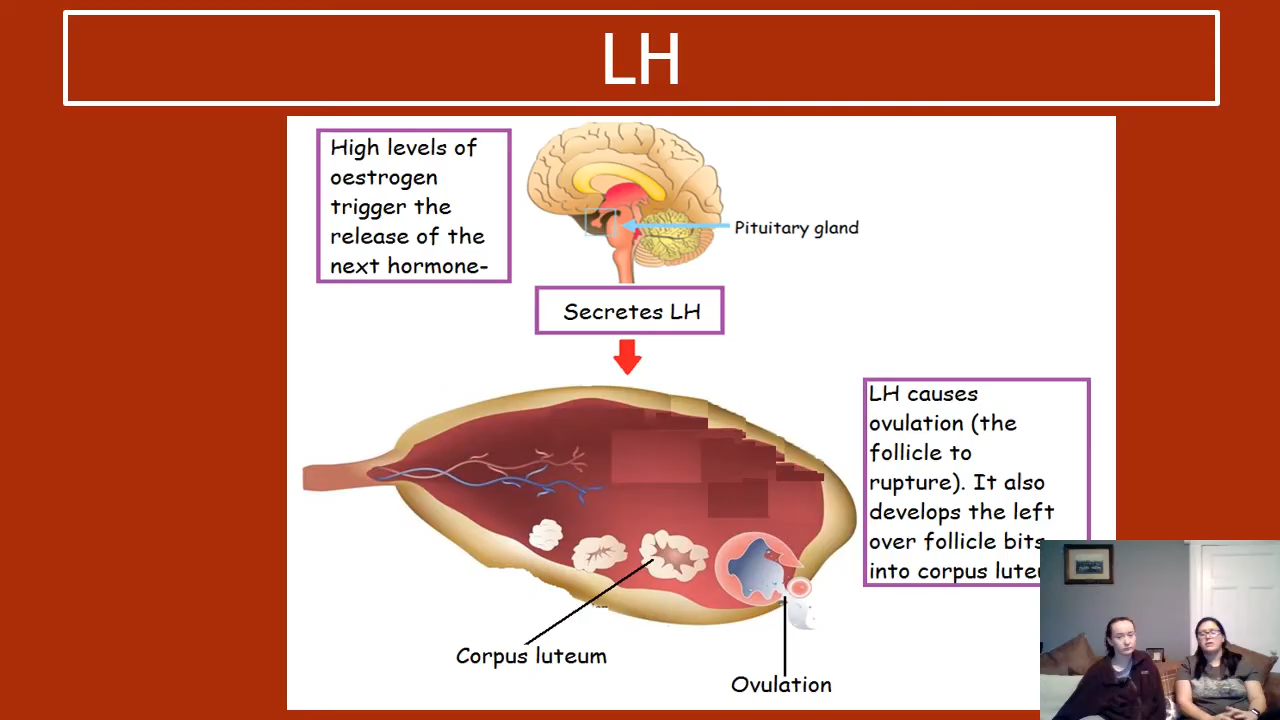 LH
High levels of
oestrogen
trigger the
release of the
next hormone-
Pituitary gland
Secretes LH
LH causes
ovulation (the
follicle to
rupture). It also
develops the left
over follicle bits
into corpus
Corpus luteum
Ovulation